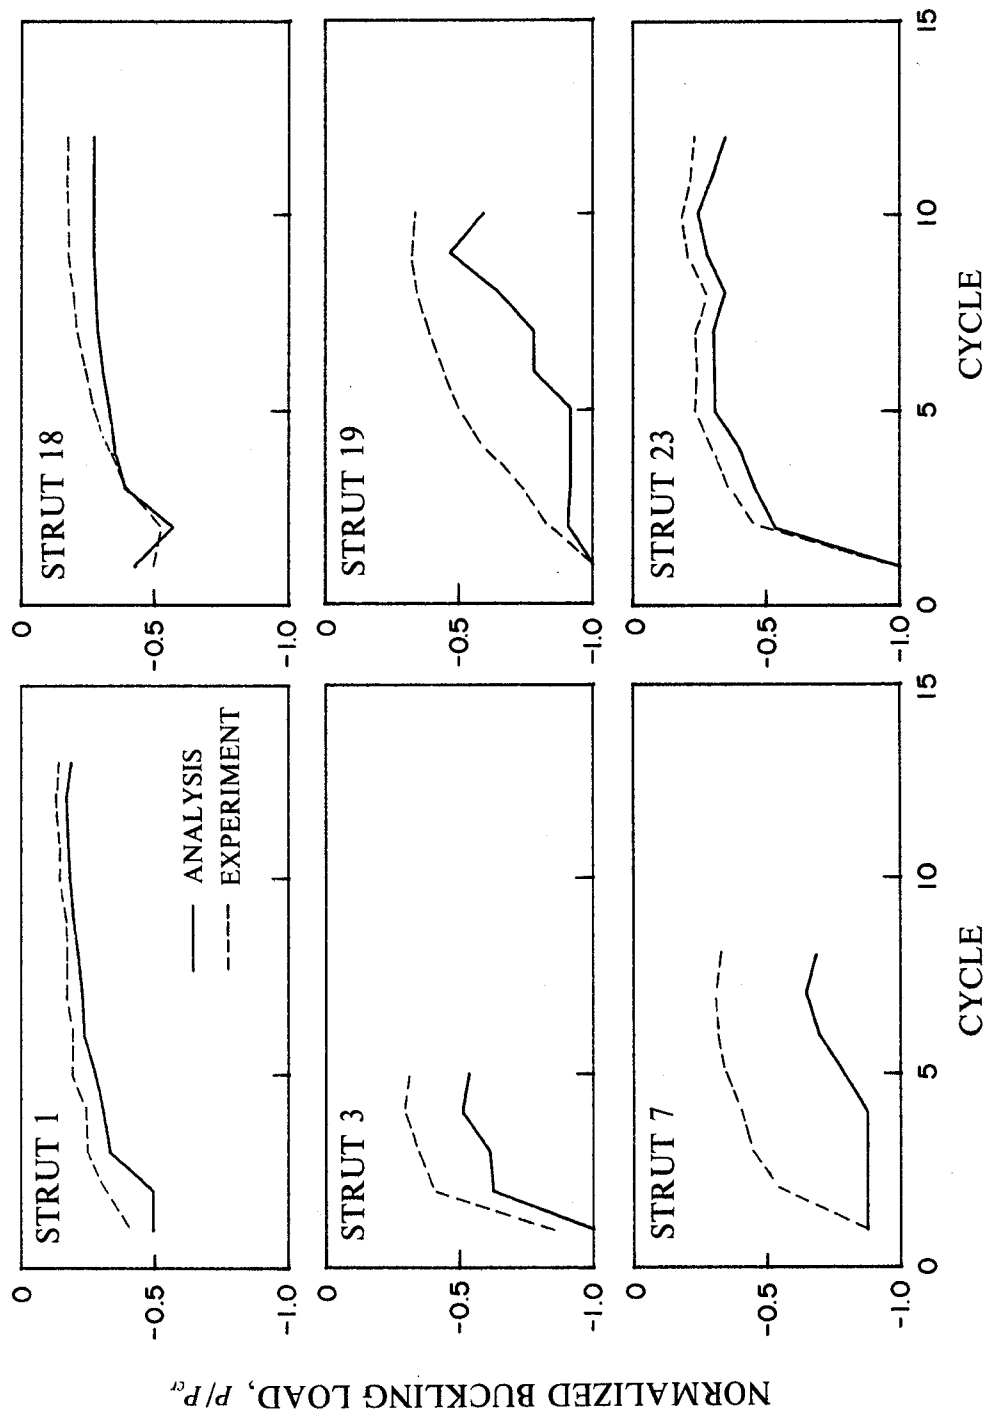 STRUT 1
0
-0.5
-1.0
ANALYSIS
EXPERIMENT
STRUT 18
0
-0.5
-1.0
STRUT 3
-0.5
-1.0
STRUT 19
0
-0.5
-1.0
STRUT 7
0
-0.5
-1.0
0 5 10 15
CYCLE
STRUT 23
0
-0.5
-1.0
0 5 10 15
CYCLE
NORMALIZED BUCKLING LOAD, P/Pcr